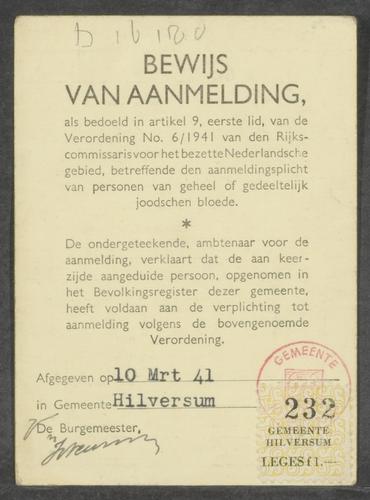 BEWIJS
VAN AANMELDING,
als bedoeld in artikel 9, eerste lid, van de
Verordening No. 6/1941 van den Rijks-
commissaris voor het bezette Nederlandsche
gebied, betreffende den aanmeldingsplicht
van personen van geheel of gedeeltelijk
joodschen bloede.
*
De ondergeteekende, ambtenaar voor de
aanmelding, verklaart dat de aan keer-
zijde aangeduide persoon, opgenomen in
het Bevolkingsregister dezer gemeente,
heeft voldaan aan de verplichting tot
aanmelding volgens de bovengenoemde
Verordening.
Afgegeven op 10 Mrt 41
in Gemeente Hilversum
De Burgemeester,
GEMEENTE
232
GEMEENTE
HILVERSUM
LEGES f 1.—